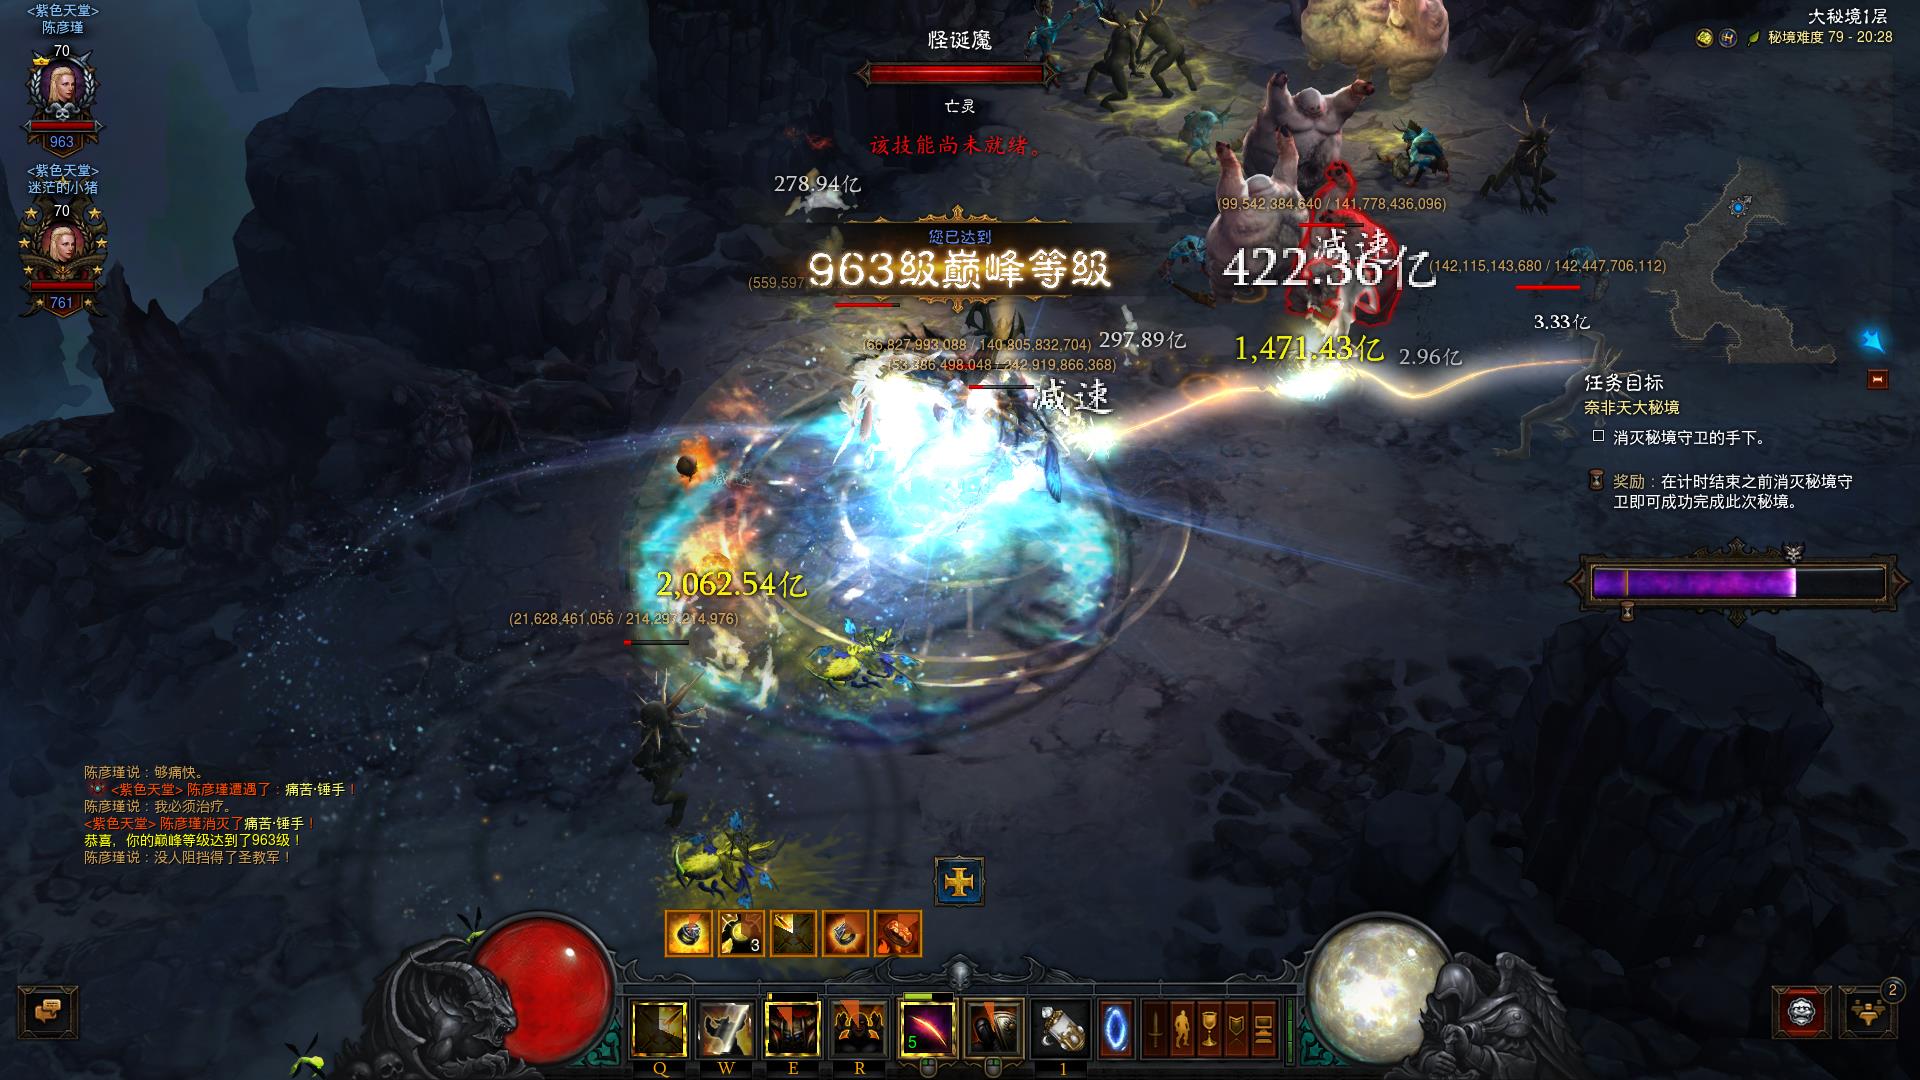 <紫色天堂>
陈彦瑾
70
963
<紫色天堂>
迷茫的小猪
70
761
怪诞魔
亡灵
该技能尚未就绪。
大秘境1层
秘境难度 79 - 20:28
278.94亿
您已达到
963级巅峰等级
(559,597
(99,542,384,640 / 141,778,436,096)
减速
422.36亿
(142,115,143,680 / 142,447,706,112)
3.33亿
(66,827,993,088 / 140,805,832,704)
297.89亿
1,471.43亿
2.96亿
(53,386,498,048 / 242,919,866,368)
减速
减速
2,062.54亿
(21,628,461,056 / 214,297,214,976)
任务目标
奈非天大秘境
消灭秘境守卫的手下。
奖励：在计时结束之前消灭秘境守
卫即可成功完成此次秘境。
陈彦瑾说：够痛快。
<紫色天堂> 陈彦瑾遭遇了：痛苦·锤手！
陈彦瑾说：我必须治疗。
<紫色天堂> 陈彦瑾消灭了痛苦·锤手！
恭喜，你的巅峰等级达到了963级！
陈彦瑾说：没人阻挡得了圣教军！
3
5
Q
W
E
R
1
2